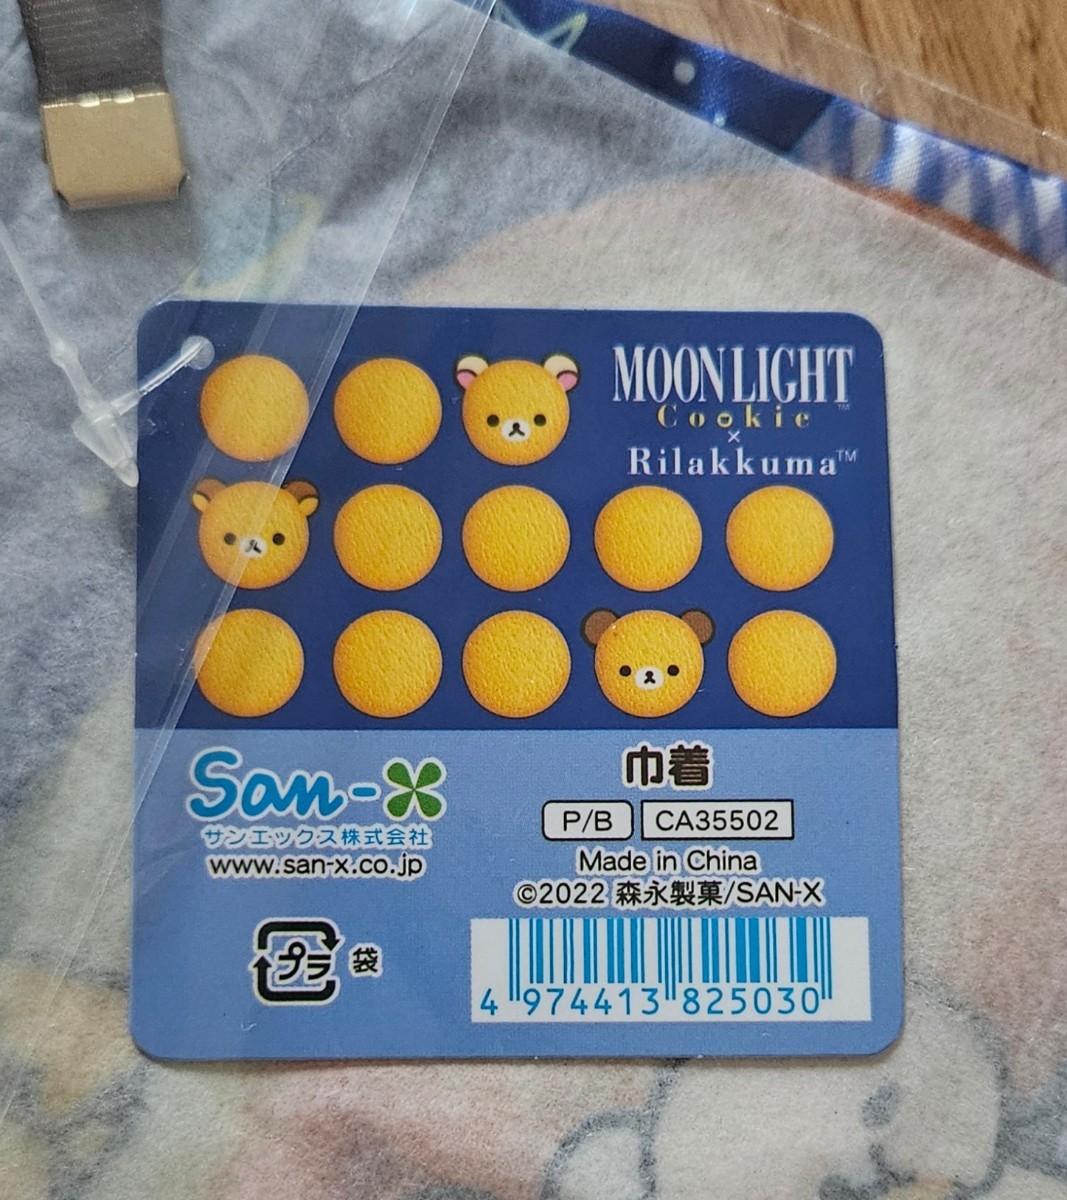 MOONLIGHT™
Cookie
×
Rilakkuma™
San-X
サンエックス株式会社
www.san-x.co.jp
プラ 袋
巾着
P/B CA35502
Made in China
©2022 森永製菓/SAN-X
4 974413 825030